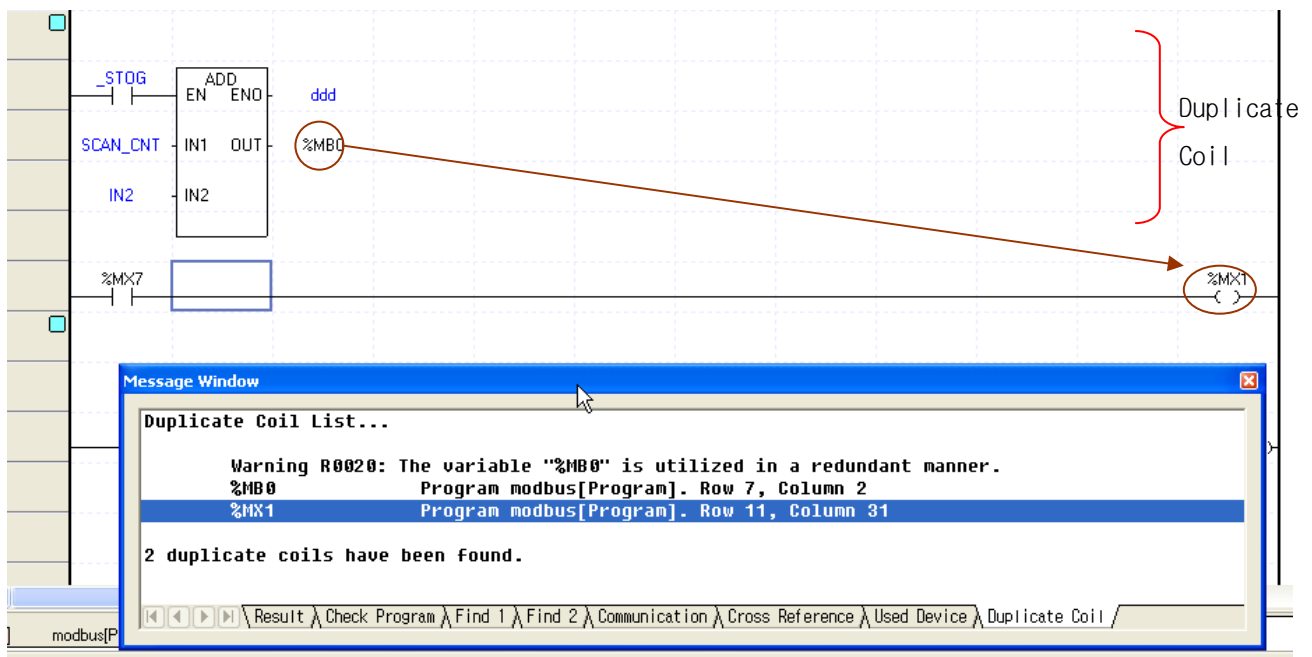 _STOG
ADD
EN ENO
ddd
SCAN_CNT
IN1 OUT
%MB0
IN2
IN2
Duplicate
Coil
%MX7
%MX1
Message Window
Duplicate Coil List...
Warning R0020: The variable "%MB0" is utilized in a redundant manner.
%MB0 Program modbus[Program]. Row 7, Column 2
%MX1 Program modbus[Program]. Row 11, Column 31
2 duplicate coils have been found.
Result Check Program Find 1 Find 2 Communication Cross Reference Used Device Duplicate Coil
] modbus[P